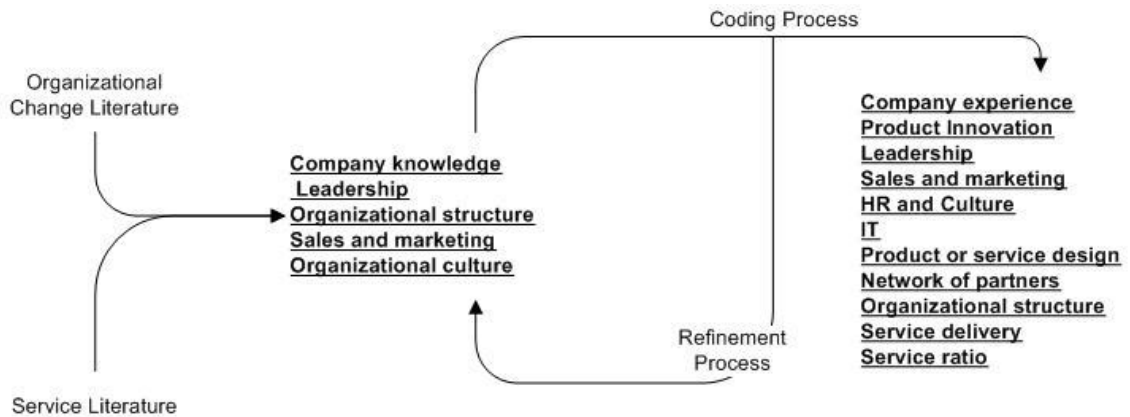 Coding Process
Organizational
Change Literature
Company knowledge
Leadership
Organizational structure
Sales and marketing
Organizational culture
Service Literature
Refinement
Process
Company experience
Product Innovation
Leadership
Sales and marketing
HR and Culture
IT
Product or service design
Network of partners
Organizational structure
Service delivery
Service ratio